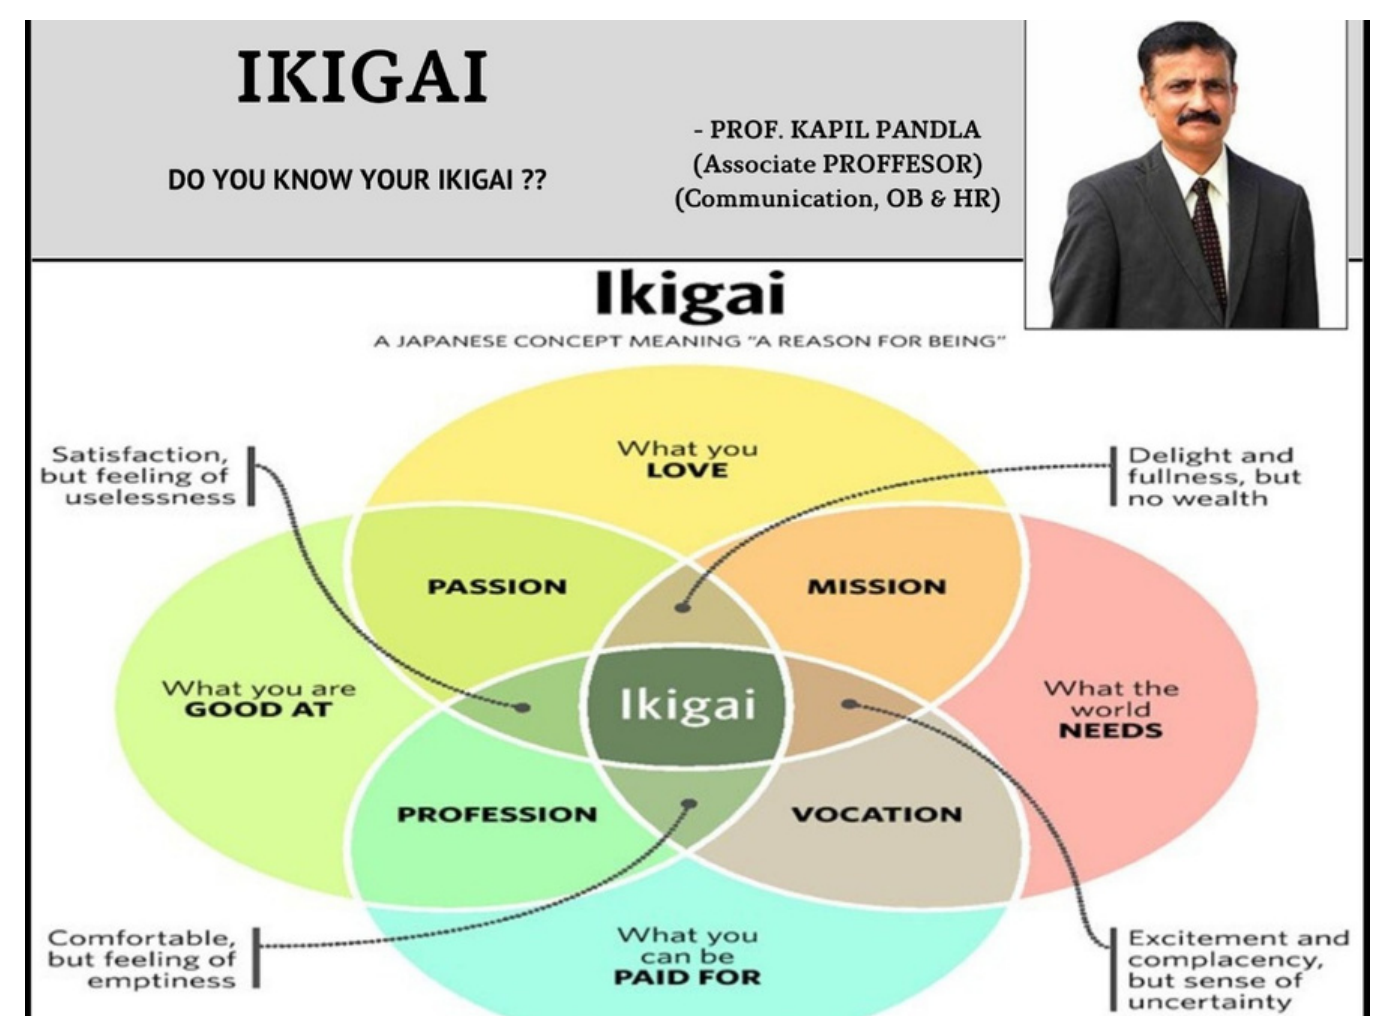 IKIGAI
DO YOU KNOW YOUR IKIGAI ??
- PROF. KAPIL PANDLA
(Associate PROFFESOR)
(Communication, OB & HR)
Ikigai
A JAPANESE CONCEPT MEANING "A REASON FOR BEING"
Satisfaction,
but feeling of
uselessness
What you
LOVE
Delight and
fullness, but
no wealth
PASSION
MISSION
What you are
GOOD AT
Ikigai
What the
world
NEEDS
PROFESSION
VOCATION
Comfortable,
but feeling of
emptiness
What you
can be
PAID FOR
Excitement and
complacency,
but sense of
uncertainty